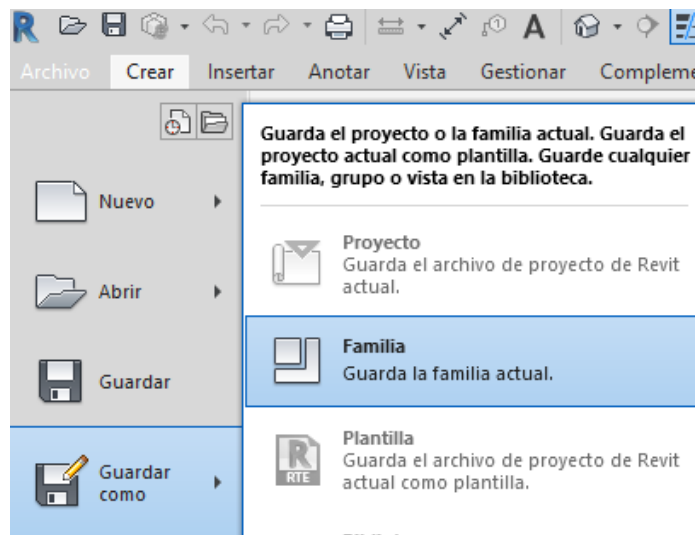 Archivo Crear Insertar Anotar Vista Gestionar Compleme
Guarda el proyecto o la familia actual. Guarda el
proyecto actual como plantilla. Guarde cualquier
familia, grupo o vista en la biblioteca.
Nuevo
Abrir
Guardar
Guardar
como
Proyecto
Guarda el archivo de proyecto de Revit
actual.
Familia
Guarda la familia actual.
Plantilla
Guarda el archivo de proyecto de Revit
actual como plantilla.
RTE